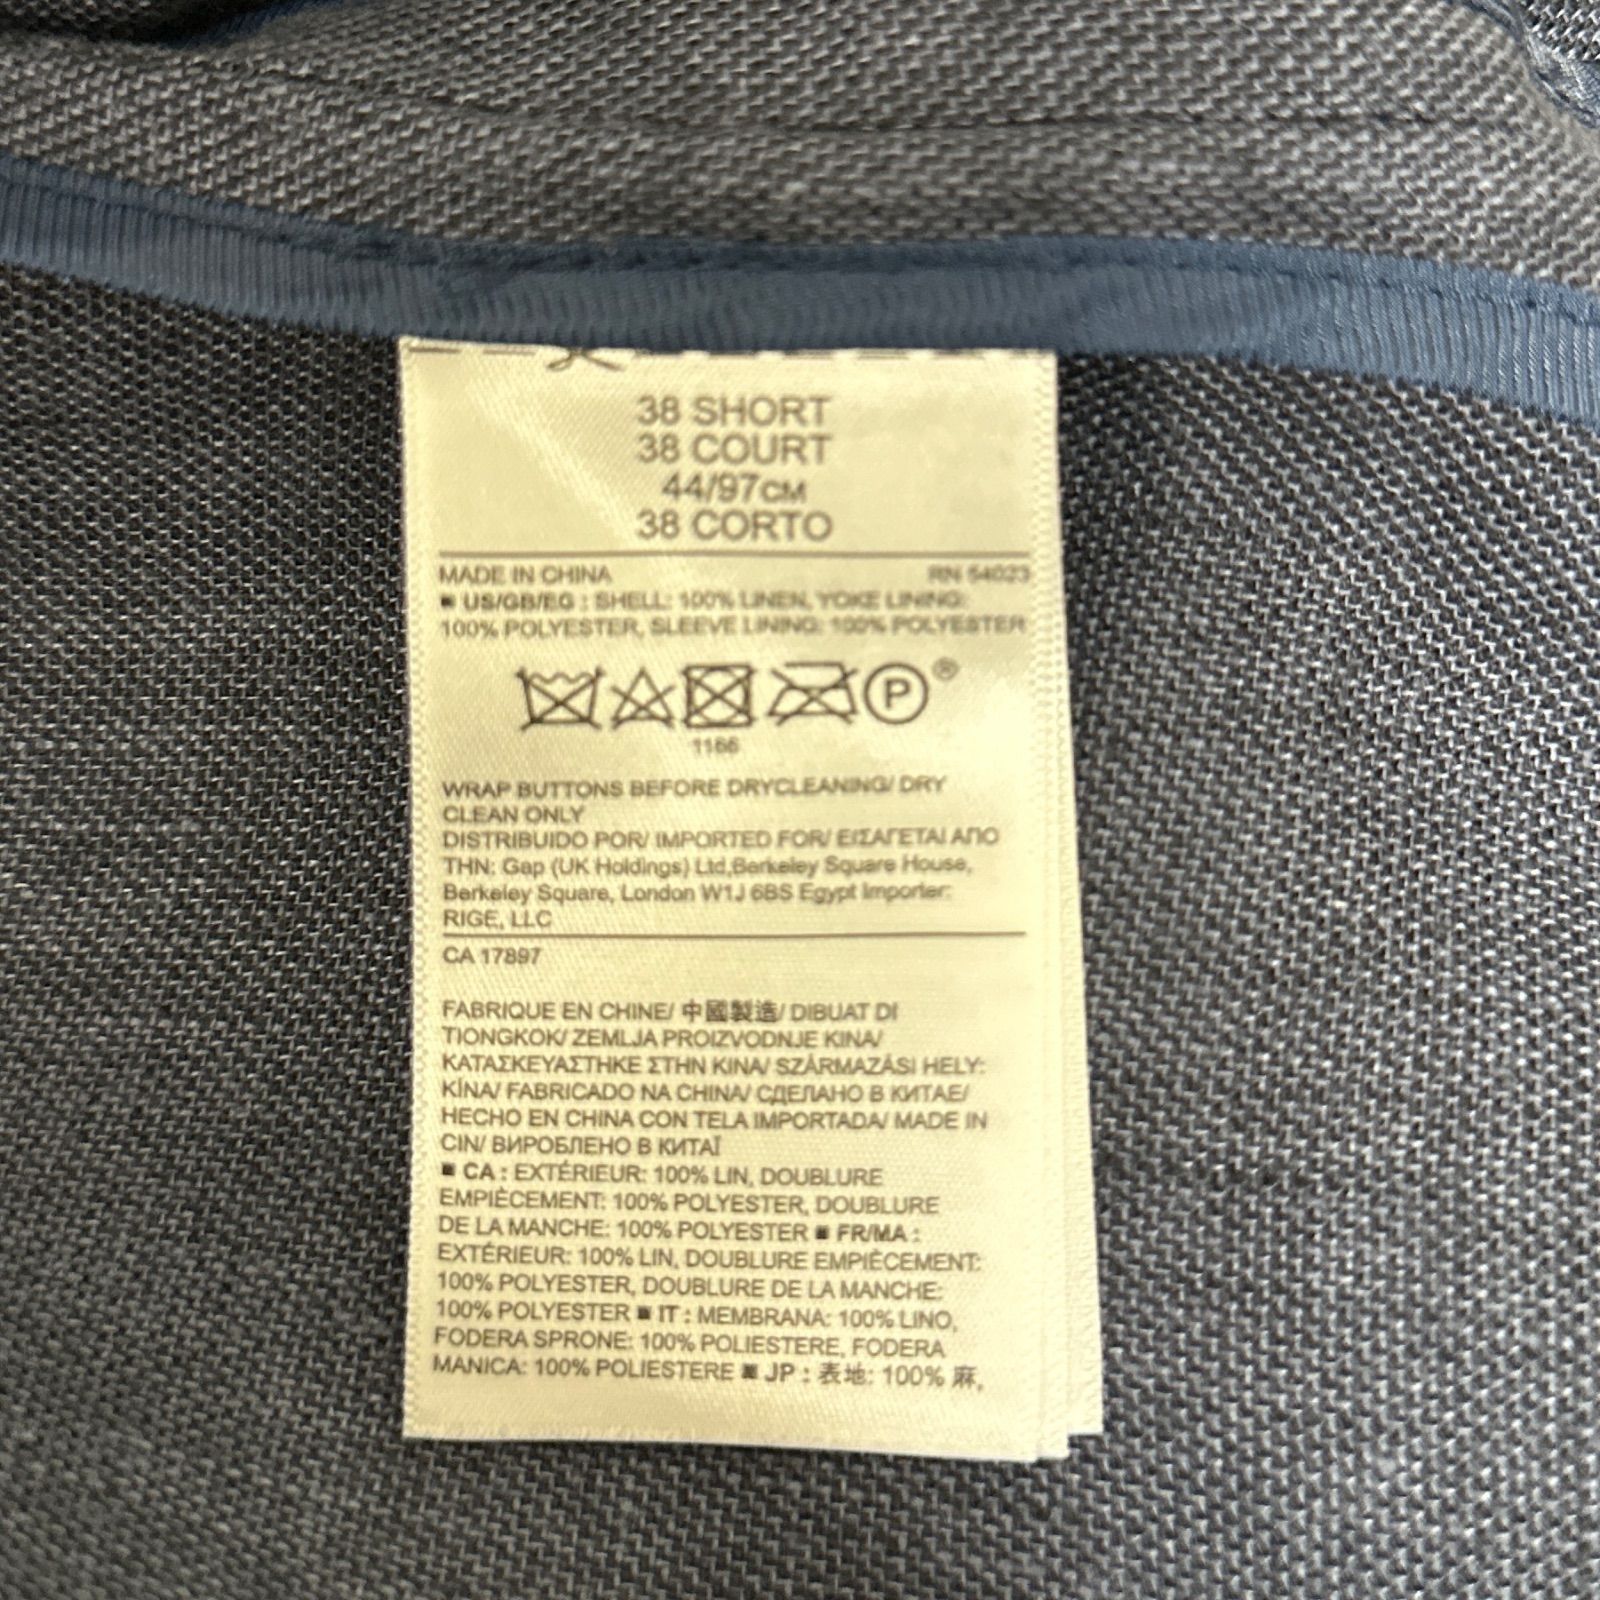 38 SHORT
38 COURT
44/97CM
38 CORTO
MADE IN CHINA RN 54023
■ US/GB/EG : SHELL: 100% LINEN, YOKE LINING:
100% POLYESTER, SLEEVE LINING: 100% POLYESTER
P ®
1166
WRAP BUTTONS BEFORE DRYCLEANING/ DRY
CLEAN ONLY
DISTRIBUIDO POR/ IMPORTED FOR/ ΕΙΣΑΓΕΤΑΙ ΑΠΟ
ΤΗΝ: Gap (UK Holdings) Ltd,Berkeley Square House,
Berkeley Square, London W1J 6BS Egypt Importer:
RIGE, LLC
CA 17897
FABRIQUE EN CHINE/ 中國製造/ DIBUAT DI
TIONGKOK/ ZEMLJA PROIZVODNJE KINA/
ΚΑΤΑΣΚΕΥΑΣΤΗΚΕ ΣΤΗΝ ΚΙΝΑ/ SZÁRMAZÁSI HELY:
KÍNA/ FABRICADO NA CHINA/ СДЕЛАНО В КИТАЕ/
HECHO EN CHINA CON TELA IMPORTADA/ MADE IN
CIN/ ВИРОБЛЕНО В КИТАЇ
■ CA : EXTÉRIEUR: 100% LIN, DOUBLURE
EMPIÈCEMENT: 100% POLYESTER, DOUBLURE
DE LA MANCHE: 100% POLYESTER ■ FR/MA :
EXTÉRIEUR: 100% LIN, DOUBLURE EMPIÈCEMENT:
100% POLYESTER, DOUBLURE DE LA MANCHE:
100% POLYESTER ■ IT : MEMBRANA: 100% LINO,
FODERA SPRONE: 100% POLIESTERE, FODERA
MANICA: 100% POLIESTERE ■ JP : 表地: 100% 麻,